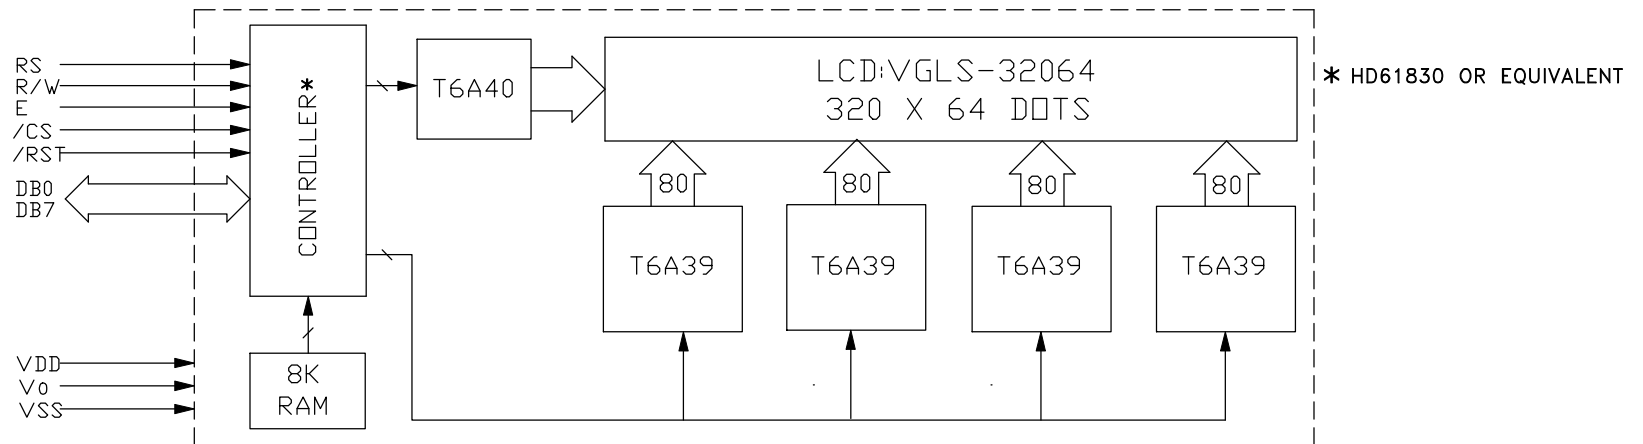 RS
R/W
E
/CS
/RST
DB0
DB7
VDD
Vo
VSS
CONTROLLER*
8K
RAM
T6A40
LCD:VGLS-32064
320 X 64 DOTS
80
80
80
80
T6A39
T6A39
T6A39
T6A39
* HD61830 OR EQUIVALENT